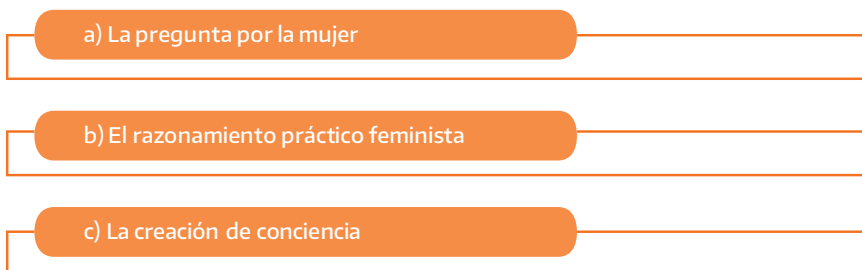 a) La pregunta por la mujer
b) El razonamiento práctico feminista
c) La creación de conciencia